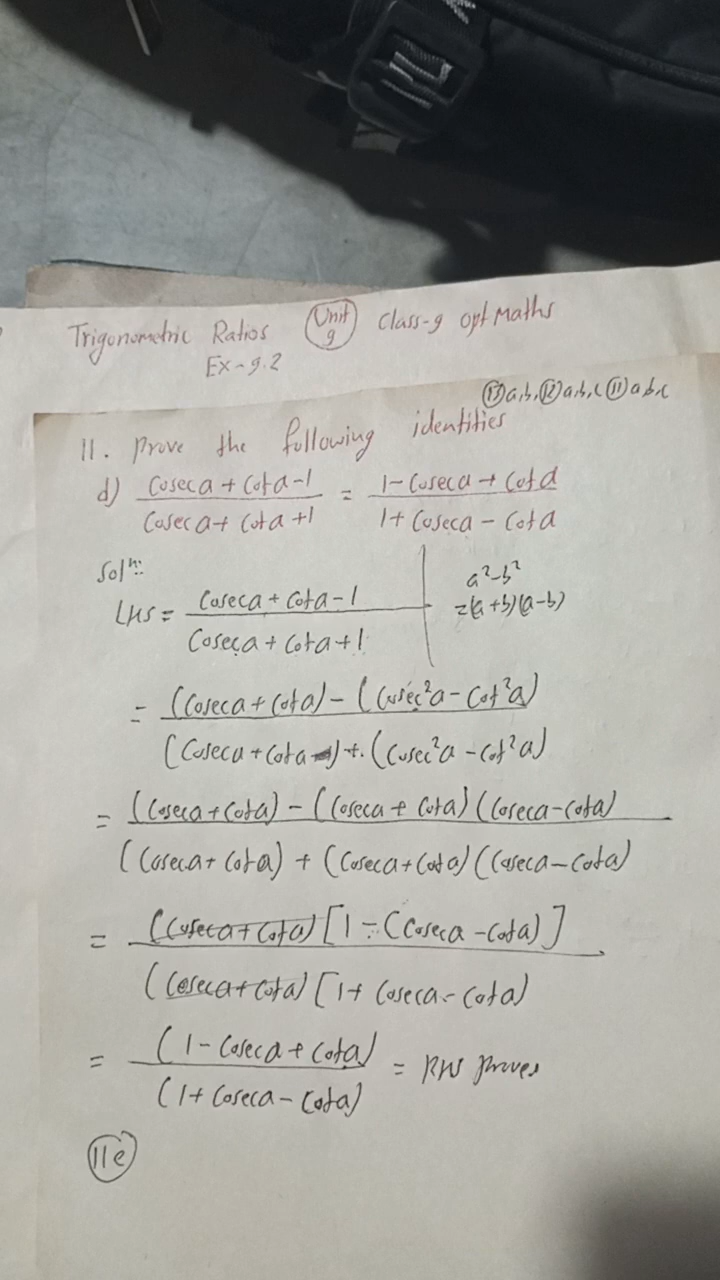 Trigonometric Ratios (Unit 9) Class-9 opt Maths
Ex-9.2
(13) a,b, (12) a,b,c (11) a,b,c
11. Prove the following identities
d) (Coseca + Cota - 1)/(Coseca + Cota + 1) = (1 - Coseca + Cota)/(1 + Coseca - Cota)
Solⁿ:
LHS = (Coseca + Cota - 1)/(Coseca + Cota + 1)
a²-b²
=(a+b)(a-b)
= ((Coseca + Cota) - (Cosec²a - Cot²a))/((Coseca + Cota) + (Cosec²a - Cot²a))
= ((Coseca + Cota) - (Coseca + Cota)(Coseca - Cota))/((Coseca + Cota) + (Coseca + Cota)(Coseca - Cota))
= ((Coseca + Cota)[1 - (Coseca - Cota)])/((Coseca + Cota)[1 + Coseca - Cota)
= (1 - Coseca + Cota)/(1 + Coseca - Cota) = RHS proves
(11e)